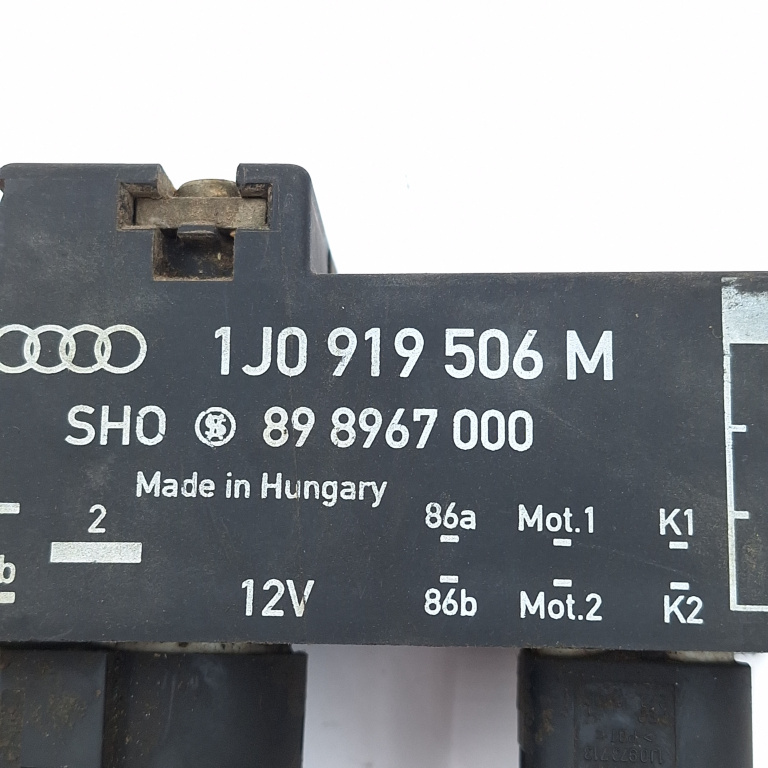 1J0 919 506 M
SHO 89 8967 000
Made in Hungary
2
86a Mot.1 K1
b
12V
86b Mot.2 K2